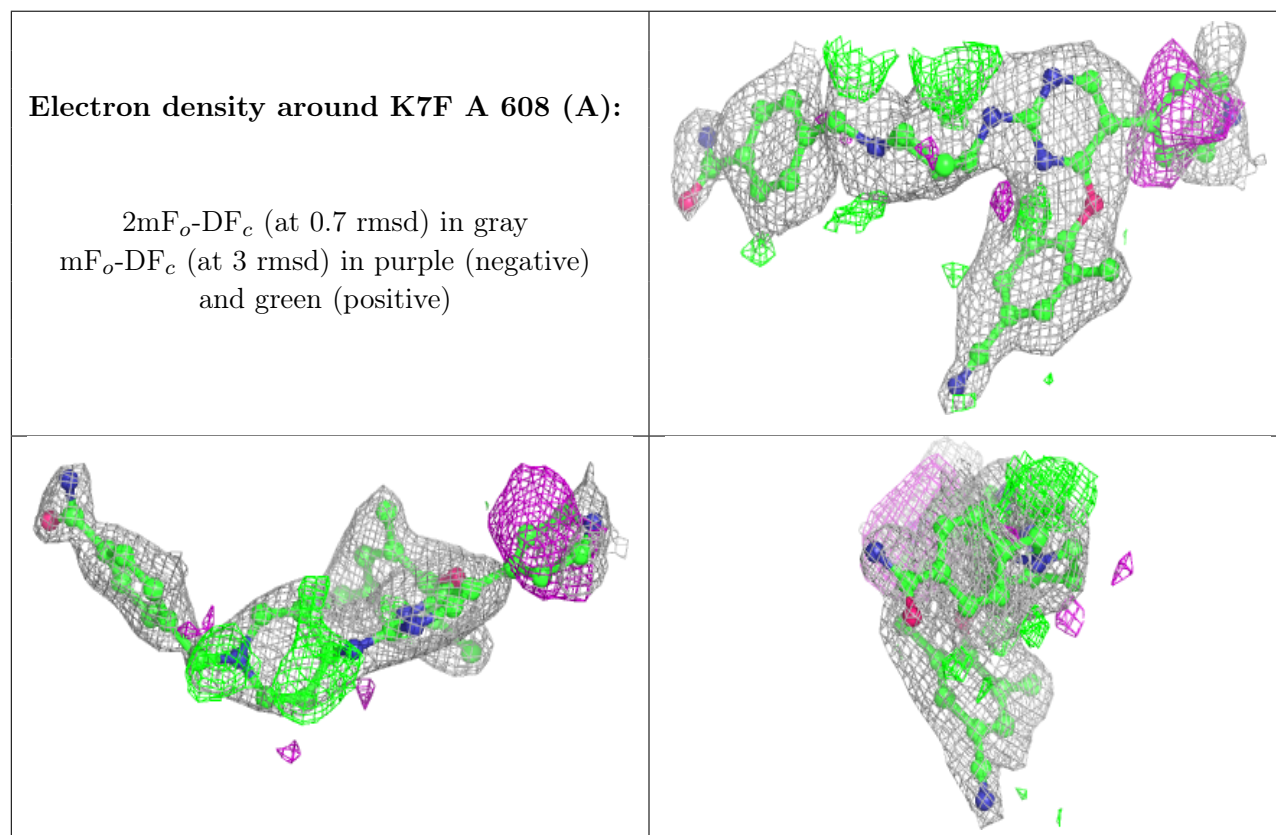 Electron density around K7F A 608 (A):
2mFₒ-DF𝒸 (at 0.7 rmsd) in gray
mFₒ-DF𝒸 (at 3 rmsd) in purple (negative)
and green (positive)